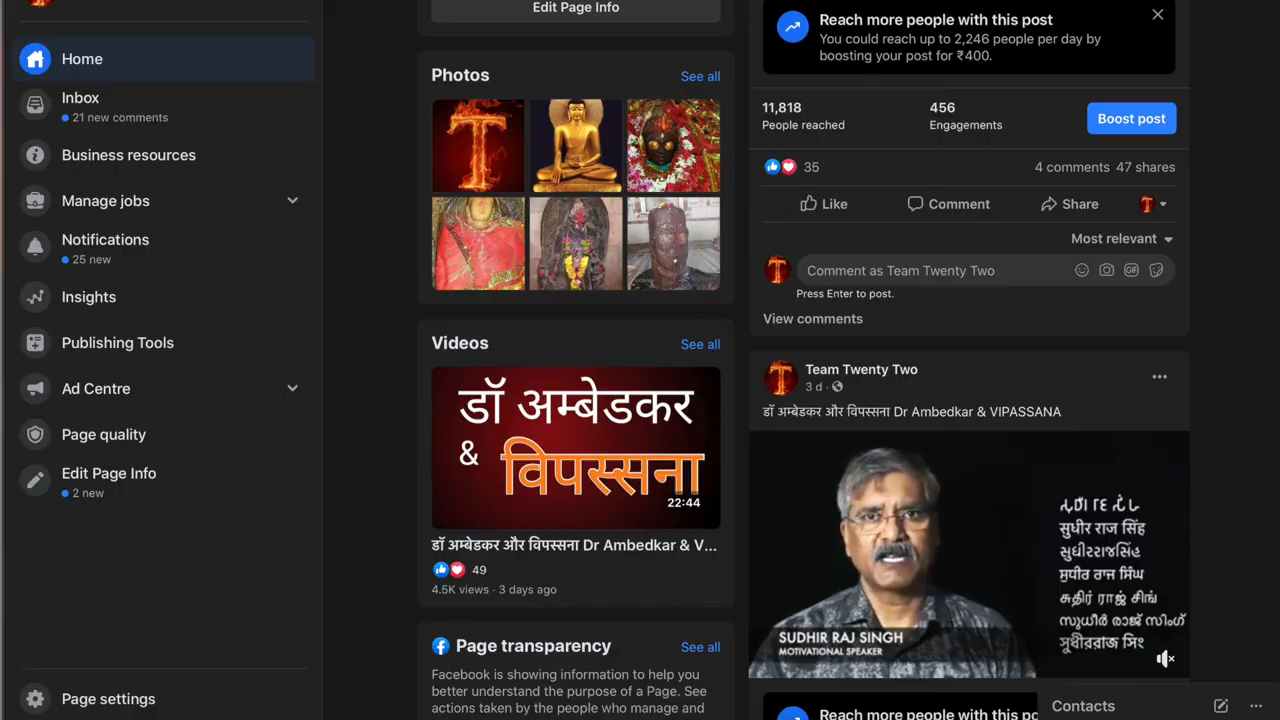 Home
Inbox
21 new comments
Business resources
Manage jobs
Notifications
25 new
Insights
Publishing Tools
Ad Centre
Page quality
Edit Page Info
2 new
Page settings
Edit Page Info
Photos
See all
T
Videos
See all
डॉ अम्बेडकर
&
विपस्सना
22:44
डॉ अम्बेडकर और विपस्सना Dr Ambedkar & V...
49
4.5K views · 3 days ago
Page transparency
See all
Facebook is showing information to help you
better understand the purpose of a Page. See
actions taken by the people who manage and
Reach more people with this post
You could reach up to 2,246 people per day by
boosting your post for ₹400.
11,818
People reached
456
Engagements
Boost post
35
4 comments 47 shares
Like
Comment
Share
Most relevant
Comment as Team Twenty Two
GIF
Press Enter to post.
View comments
Team Twenty Two
3 d ·
डॉ अम्बेडकर और विपस्सना Dr Ambedkar & VIPASSANA
सुधीर राज सिंह
સુધીરરાજસિંહ
ਸੁਧੀਰ ਰਾਜ ਸਿੰਘ
சுதிர் ராஜ் சிங்
സുധീർ രാജ് സിംഗ്
SUDHIR RAJ SINGH
MOTIVATIONAL SPEAKER
Reach more people with this po
Contacts